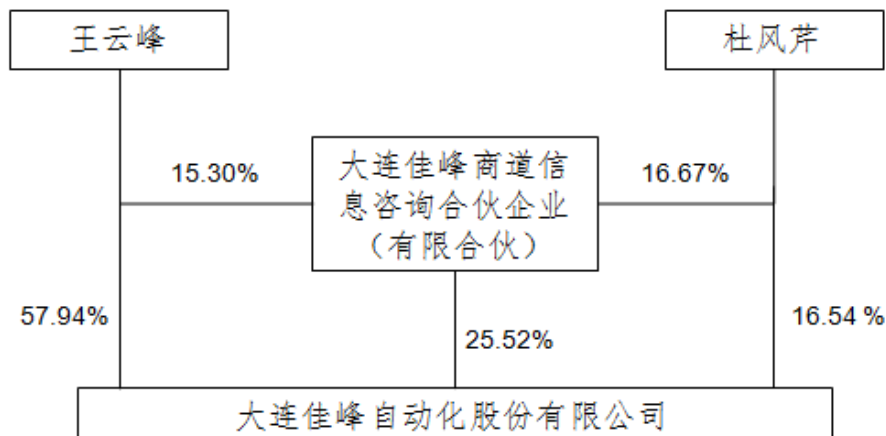 王云峰
杜风芹
15.30%
大连佳峰商道信
息咨询合伙企业
（有限合伙）
16.67%
57.94%
25.52%
16.54 %
大连佳峰自动化股份有限公司